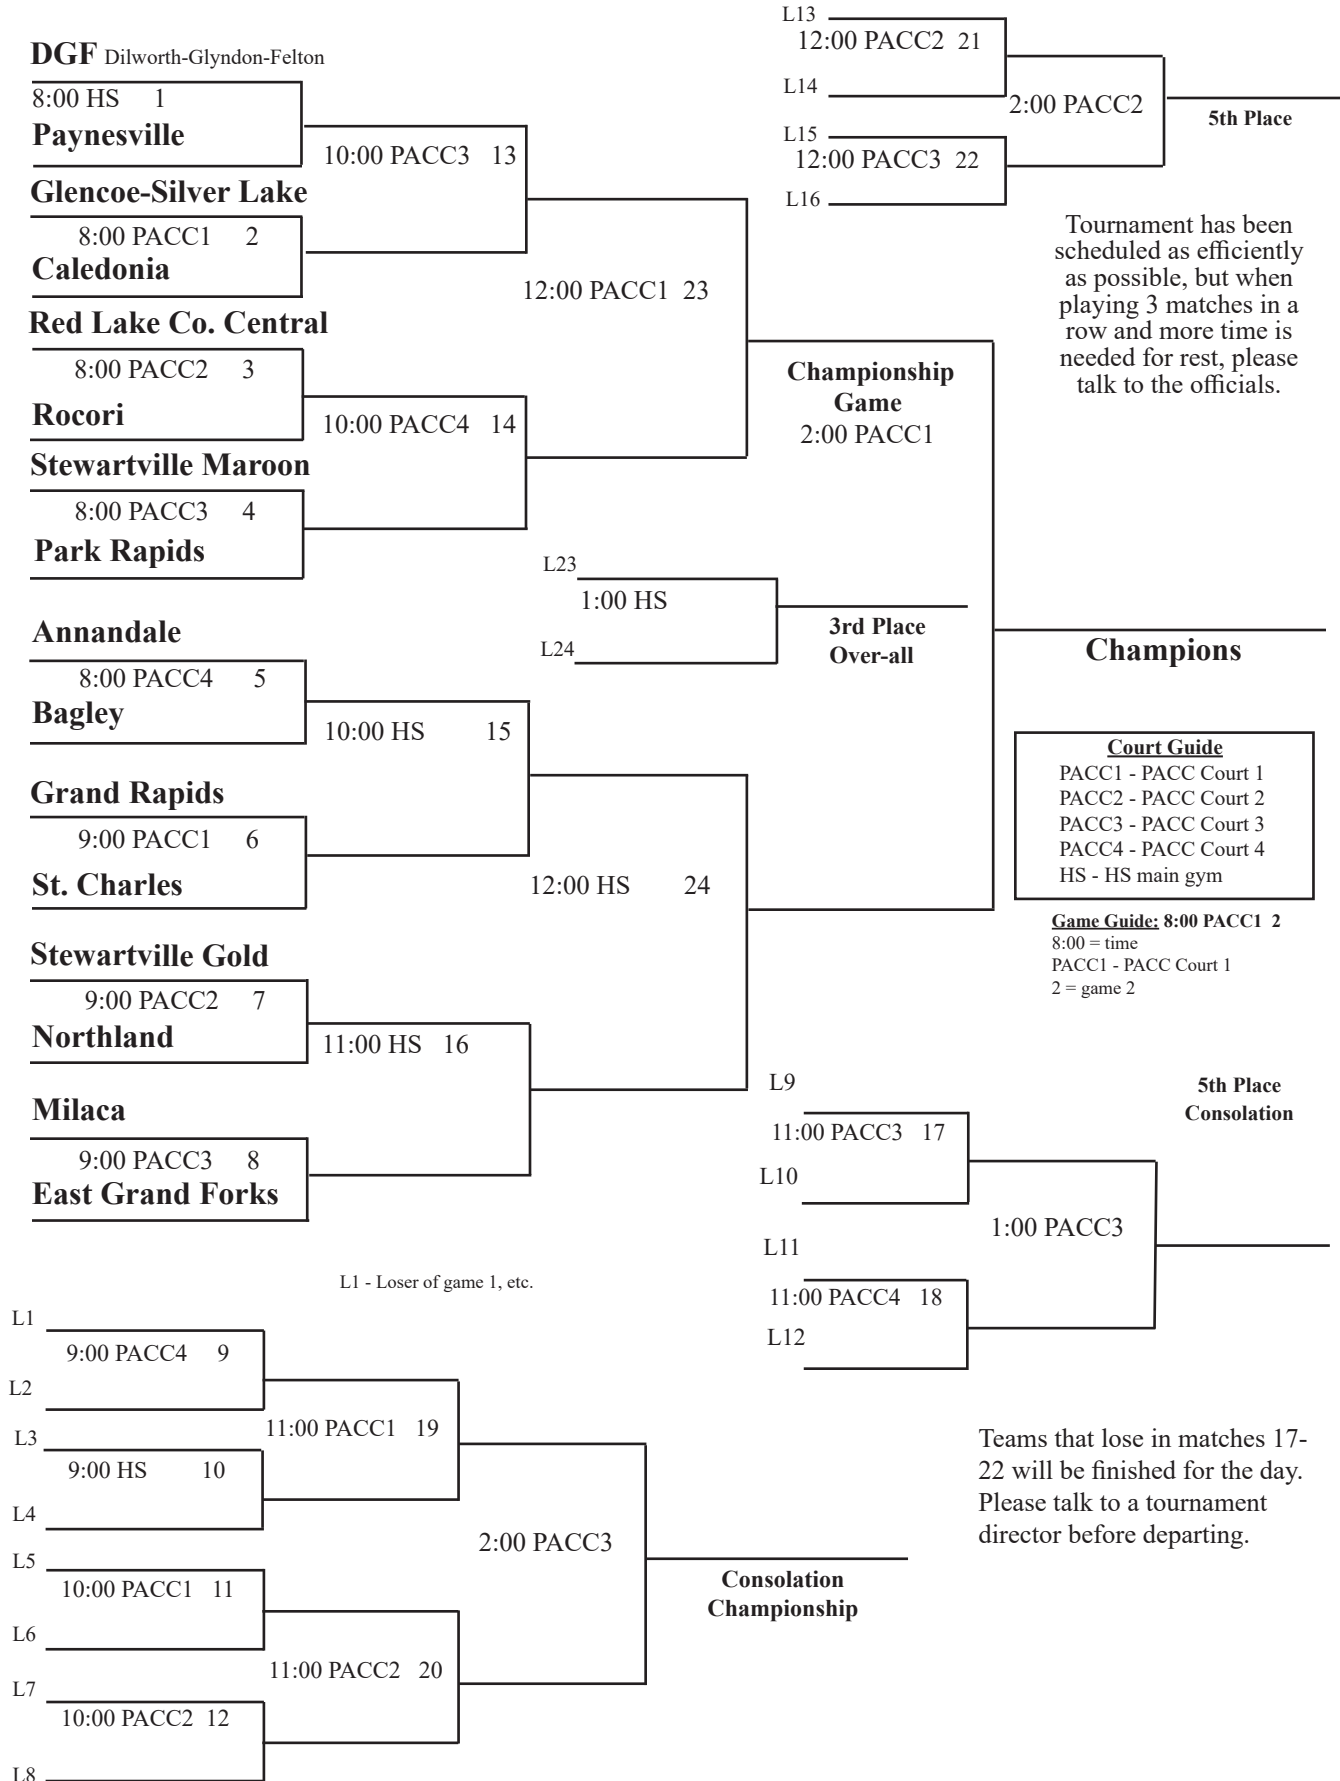 DGF Dilworth-Glyndon-Felton
8:00 HS 1
Paynesville
10:00 PACC3 13
Glencoe-Silver Lake
8:00 PACC1 2
Caledonia
12:00 PACC1 23
Red Lake Co. Central
8:00 PACC2 3
Rocori
10:00 PACC4 14
Stewartville Maroon
8:00 PACC3 4
Park Rapids
Championship
Game
2:00 PACC1
L13
12:00 PACC2 21
L14
2:00 PACC2
5th Place
L15
12:00 PACC3 22
L16
Tournament has been
scheduled as efficiently
as possible, but when
playing 3 matches in a
row and more time is
needed for rest, please
talk to the officials.
L23
1:00 HS
L24
3rd Place
Over-all
Champions
Annandale
8:00 PACC4 5
Bagley
10:00 HS 15
Grand Rapids
9:00 PACC1 6
St. Charles
12:00 HS 24
Stewartville Gold
9:00 PACC2 7
Northland
11:00 HS 16
Milaca
9:00 PACC3 8
East Grand Forks
Court Guide
PACC1 - PACC Court 1
PACC2 - PACC Court 2
PACC3 - PACC Court 3
PACC4 - PACC Court 4
HS - HS main gym
Game Guide: 8:00 PACC1 2
8:00 = time
PACC1 - PACC Court 1
2 = game 2
L9
11:00 PACC3 17
L10
5th Place
Consolation
1:00 PACC3
L11
11:00 PACC4 18
L12
L1 - Loser of game 1, etc.
L1
9:00 PACC4 9
L2
11:00 PACC1 19
L3
9:00 HS 10
L4
2:00 PACC3
L5
10:00 PACC1 11
L6
11:00 PACC2 20
L7
10:00 PACC2 12
L8
Consolation
Championship
Teams that lose in matches 17-
22 will be finished for the day.
Please talk to a tournament
director before departing.